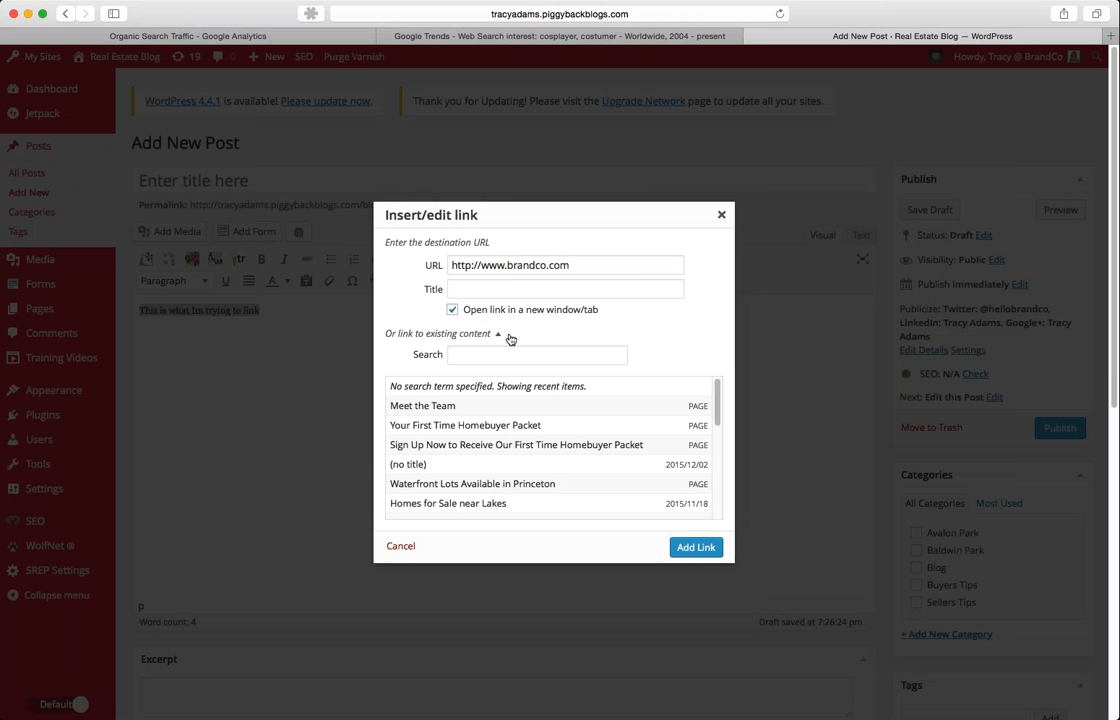 tracyadams.piggybackblogs.com
Organic Search Traffic - Google Analytics
Google Trends - Web Search interest: cosplayer, costumer - Worldwide, 2004 - present
Add New Post ‹ Real Estate Blog — WordPress
My Sites
Real Estate Blog
19
New
SEO
Purge Varnish
Howdy, Tracy @ BrandCo
Dashboard
Jetpack
Posts
All Posts
Add New
Categories
Tags
Media
Forms
Pages
Comments
Training Videos
Appearance
Plugins
Users
Tools
Settings
SEO
WolfNet ®
SREP Settings
Collapse menu
Default
WordPress 4.4.1 is available! Please update now.
Thank you for Updating! Please visit the Upgrade Network page to update all your sites.
Add New Post
Enter title here
Permalink: http://tracyadams.piggybackblogs.com/bl
Add Media
Add Form
Visual
Text
Paragraph
This is what I'm trying to link
p
Word count: 4
Draft saved at 7:26:24 pm.
Excerpt
Insert/edit link
Enter the destination URL
URL http://www.brandco.com
Title
Open link in a new window/tab
Or link to existing content
Search
No search term specified. Showing recent items.
Meet the Team PAGE
Your First Time Homebuyer Packet PAGE
Sign Up Now to Receive Our First Time Homebuyer Packet PAGE
(no title) 2015/12/02
Waterfront Lots Available in Princeton PAGE
Homes for Sale near Lakes 2015/11/18
Cancel
Add Link
Publish
Save Draft
Preview
Status: Draft Edit
Visibility: Public Edit
Publish immediately Edit
Publicize: Twitter: @hellobrandco,
LinkedIn: Tracy Adams, Google+: Tracy
Adams
Edit Details Settings
SEO: N/A Check
Next: Edit this Post Edit
Move to Trash
Publish
Categories
All Categories
Most Used
Avalon Park
Baldwin Park
Blog
Buyers Tips
Sellers Tips
+ Add New Category
Tags
Add